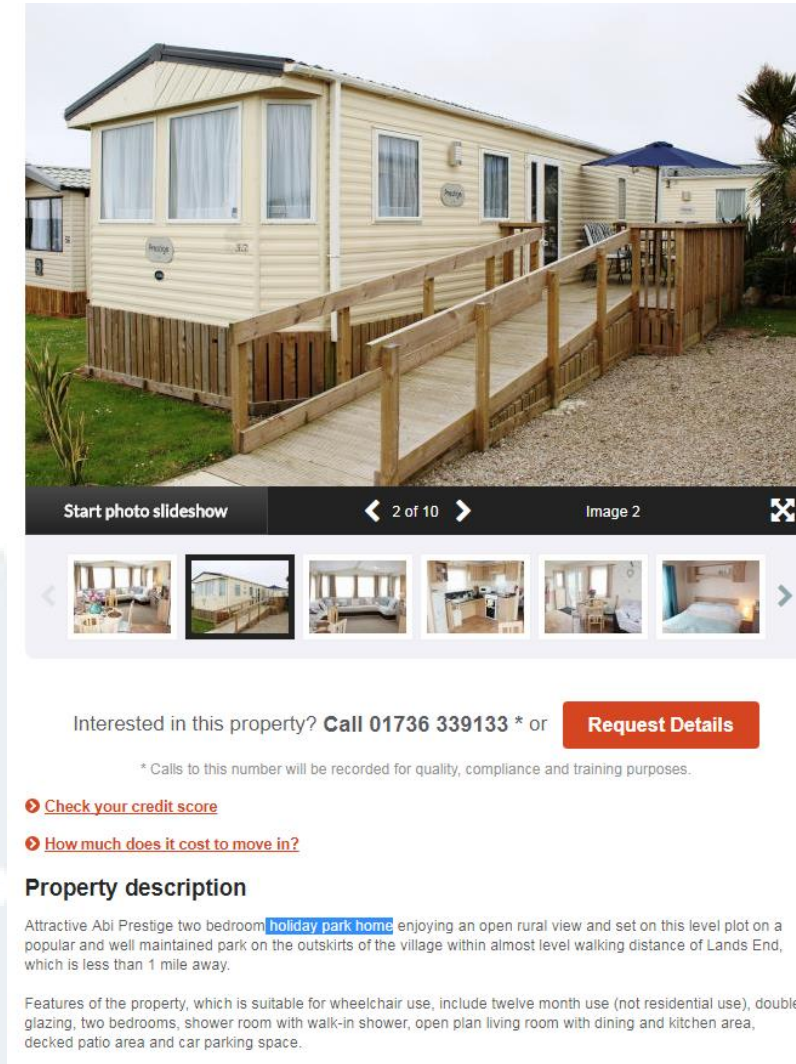 Prestige
Prestige
Start photo slideshow
2 of 10
Image 2
Interested in this property? Call 01736 339133 * or
Request Details
* Calls to this number will be recorded for quality, compliance and training purposes.
Check your credit score
How much does it cost to move in?
Property description
Attractive Abi Prestige two bedroom holiday park home enjoying an open rural view and set on this level plot on a
popular and well maintained park on the outskirts of the village within almost level walking distance of Lands End,
which is less than 1 mile away.
Features of the property, which is suitable for wheelchair use, include twelve month use (not residential use), double
glazing, two bedrooms, shower room with walk-in shower, open plan living room with dining and kitchen area,
decked patio area and car parking space.